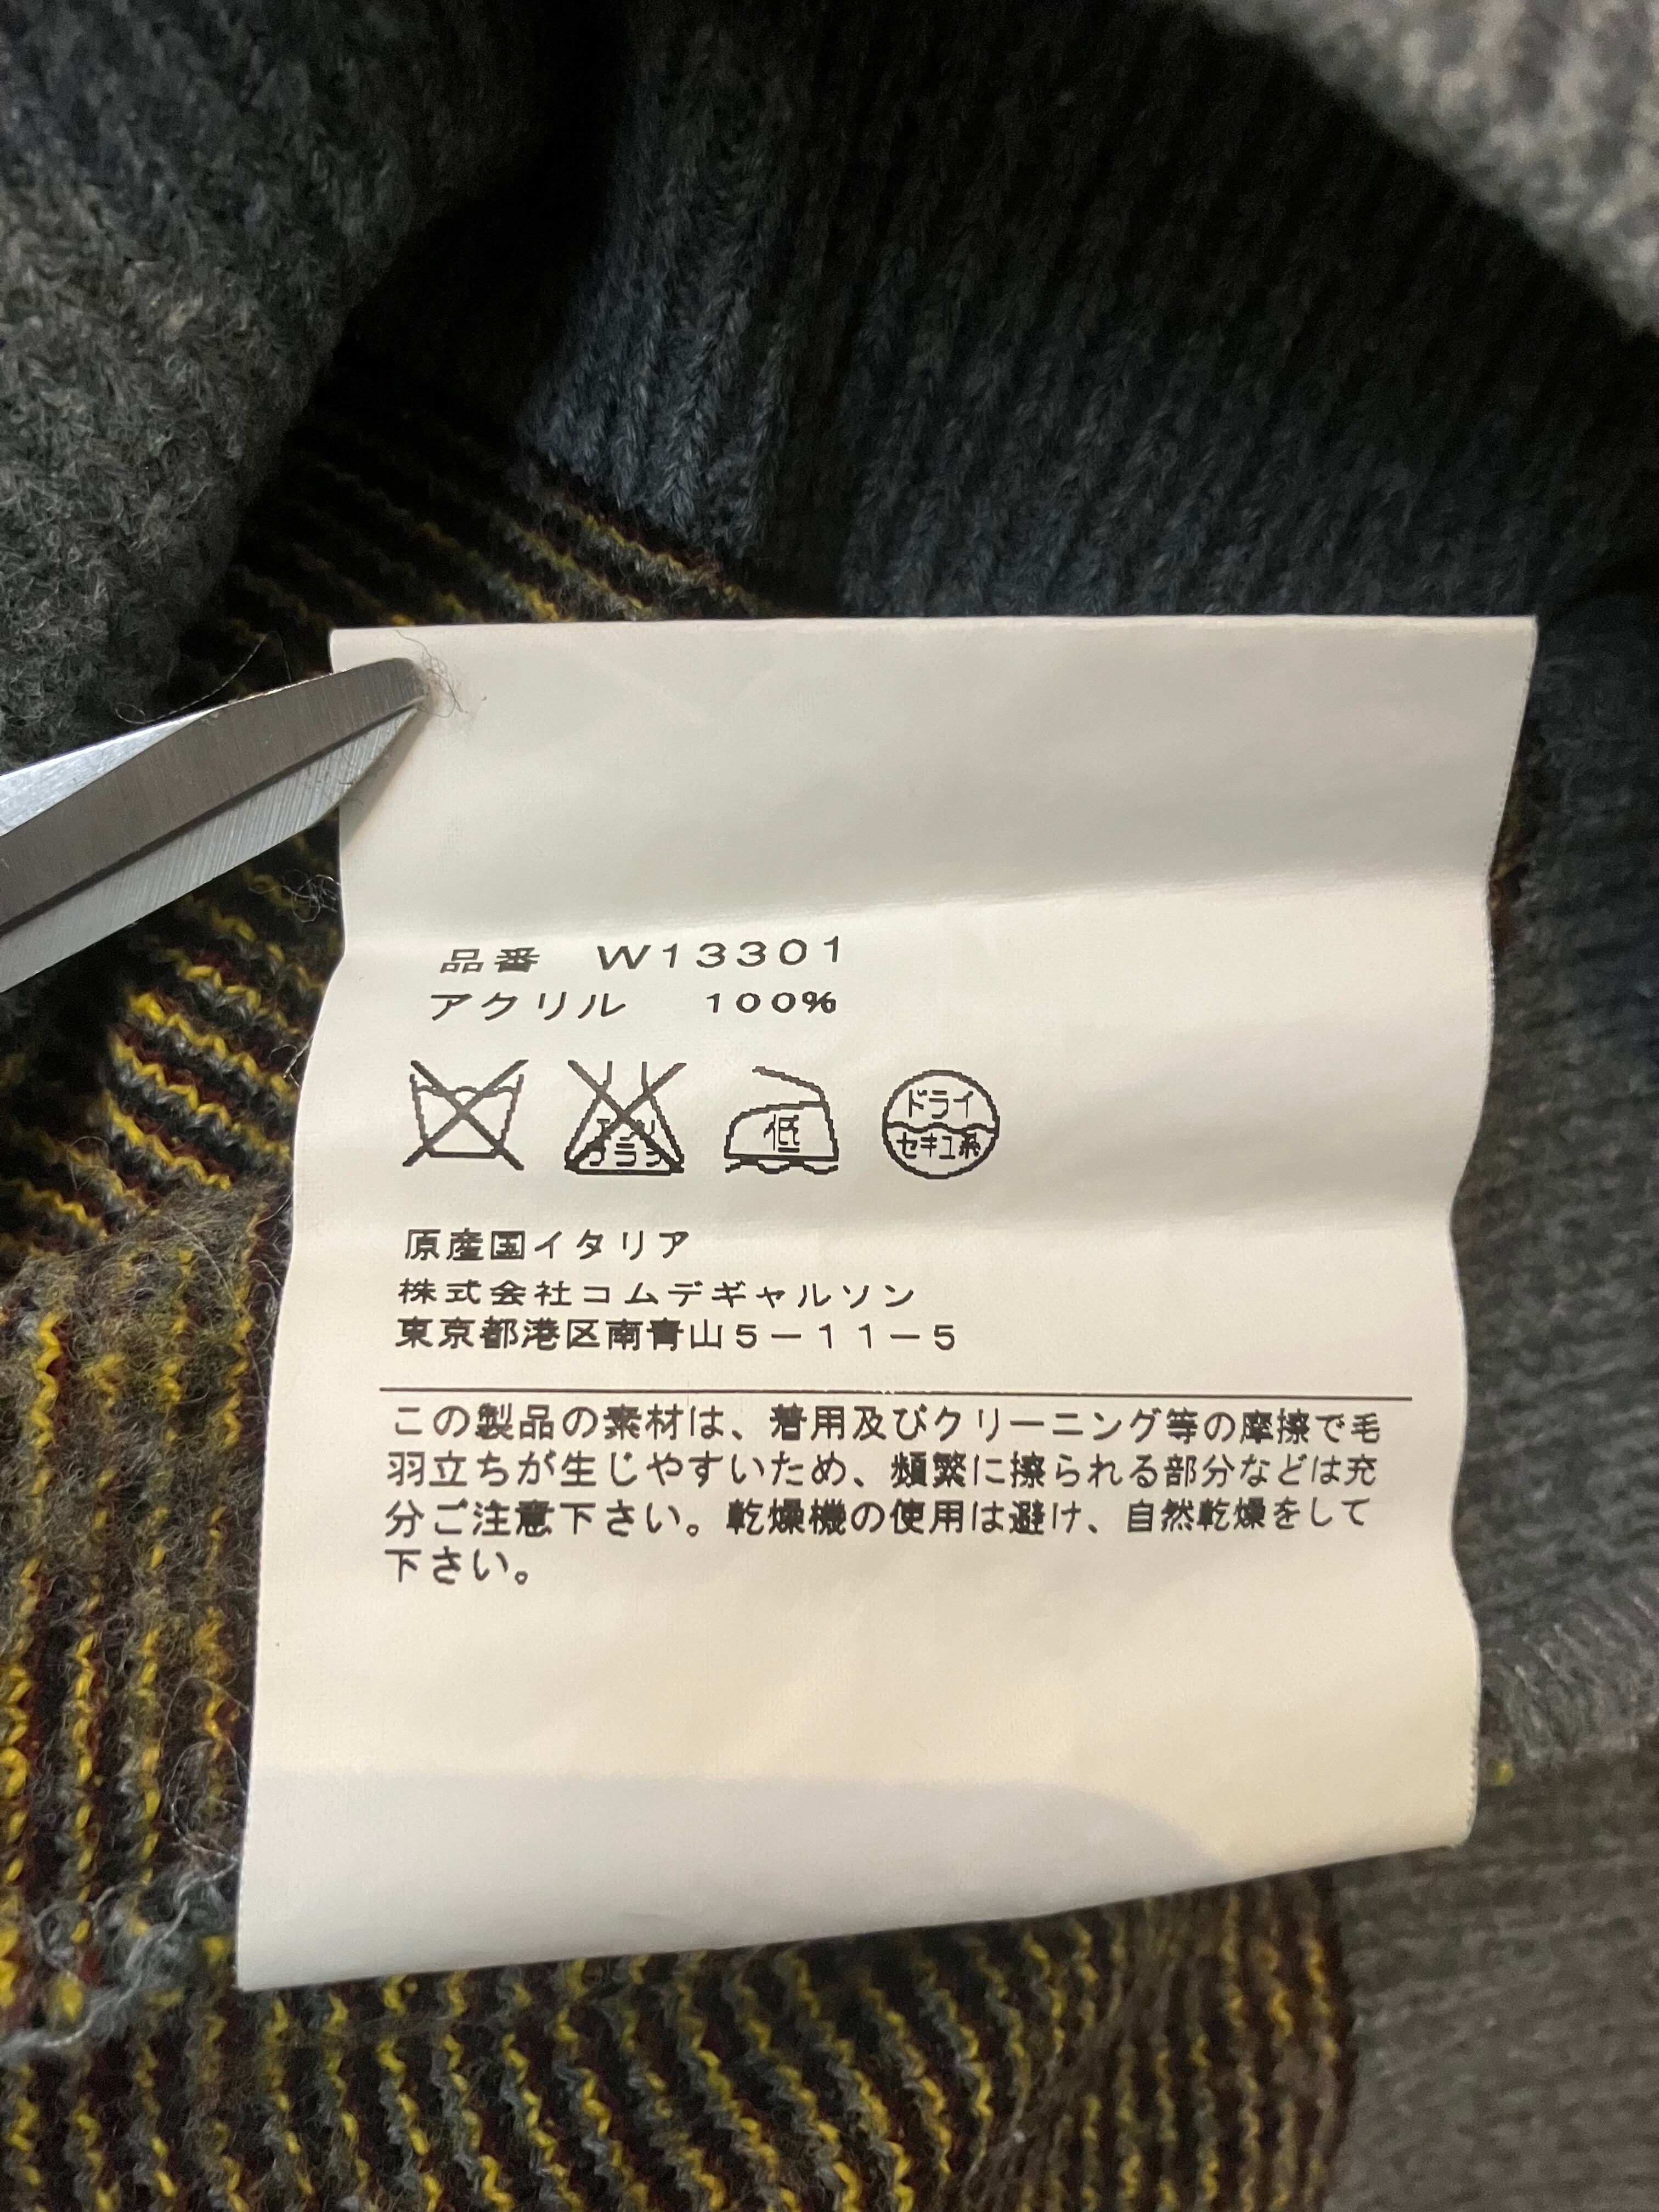 品番 W13301
アクリル 100%
エンソ
低
ドライ
サラシ
セキユ系
原産国イタリア
株式会社コムデギャルソン
東京都港区南青山5-11-5
この製品の素材は、着用及びクリーニング等の摩擦で毛
羽立ちが生じやすいため、頻繁に擦られる部分などは充
分ご注意下さい。乾燥機の使用は避け、自然乾燥をして
下さい。